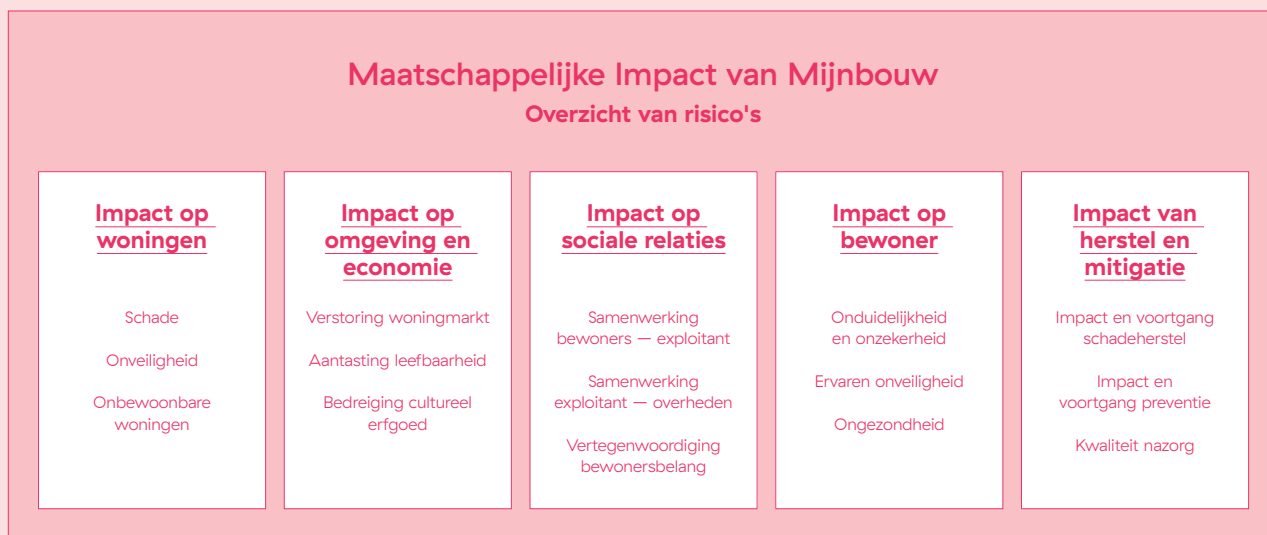 Maatschappelijke Impact van Mijnbouw
Overzicht van risico's
Impact op
woningen
Schade
Onveiligheid
Onbewoonbare
woningen
Impact op
omgeving en
economie
Verstoring woningmarkt
Aantasting leefbaarheid
Bedreiging cultureel
erfgoed
Impact op
sociale relaties
Samenwerking
bewoners — exploitant
Samenwerking
exploitant — overheden
Vertegenwoordiging
bewonersbelang
Impact op
bewoner
Onduidelijkheid
en onzekerheid
Ervaren onveiligheid
Ongezondheid
Impact van
herstel en
mitigatie
Impact en voortgang
schadeherstel
Impact en
voortgang preventie
Kwaliteit nazorg